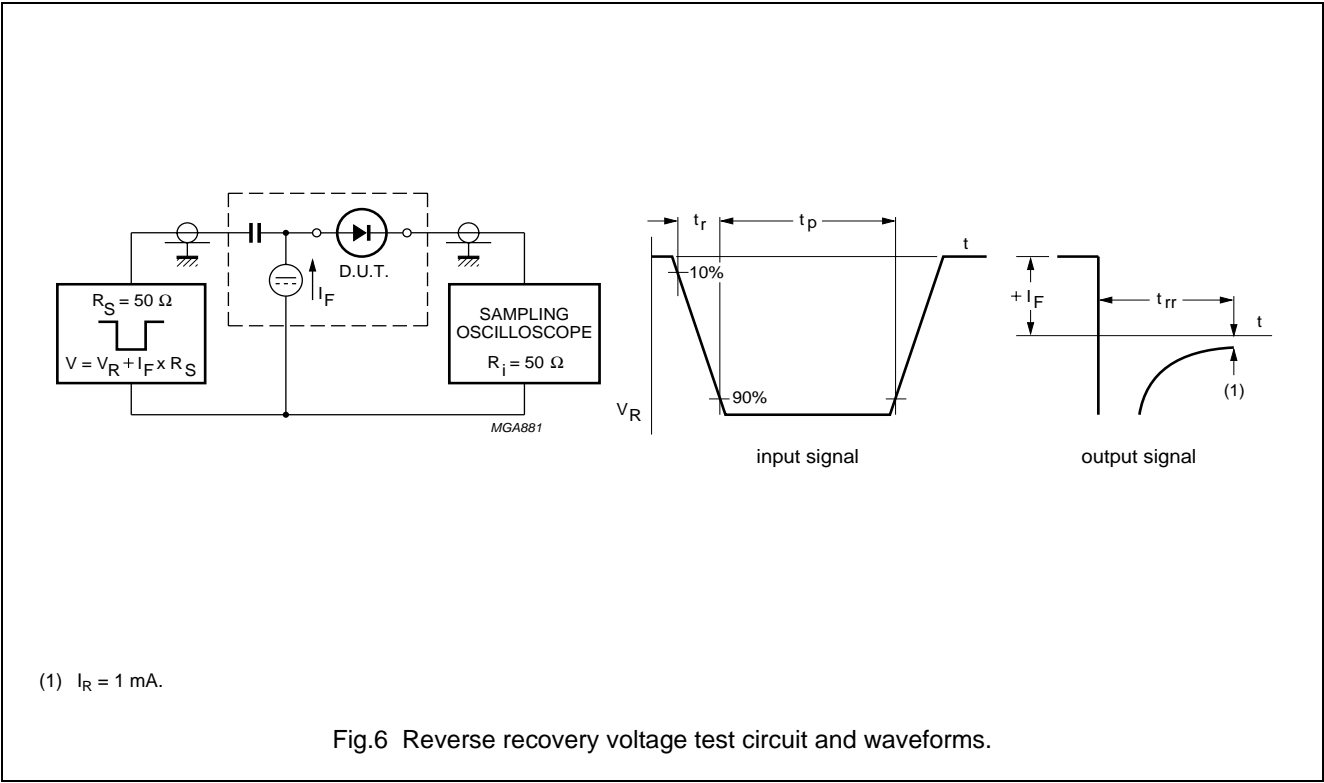 D.U.T.
I_F
R_S = 50 Ω
V = V_R + I_F x R_S
SAMPLING
OSCILLOSCOPE
R_i = 50 Ω
MGA881
t_r
t_p
t
10%
90%
V_R
input signal
+ I_F
t_rr
t
(1)
output signal
(1) I_R = 1 mA.
Fig.6 Reverse recovery voltage test circuit and waveforms.